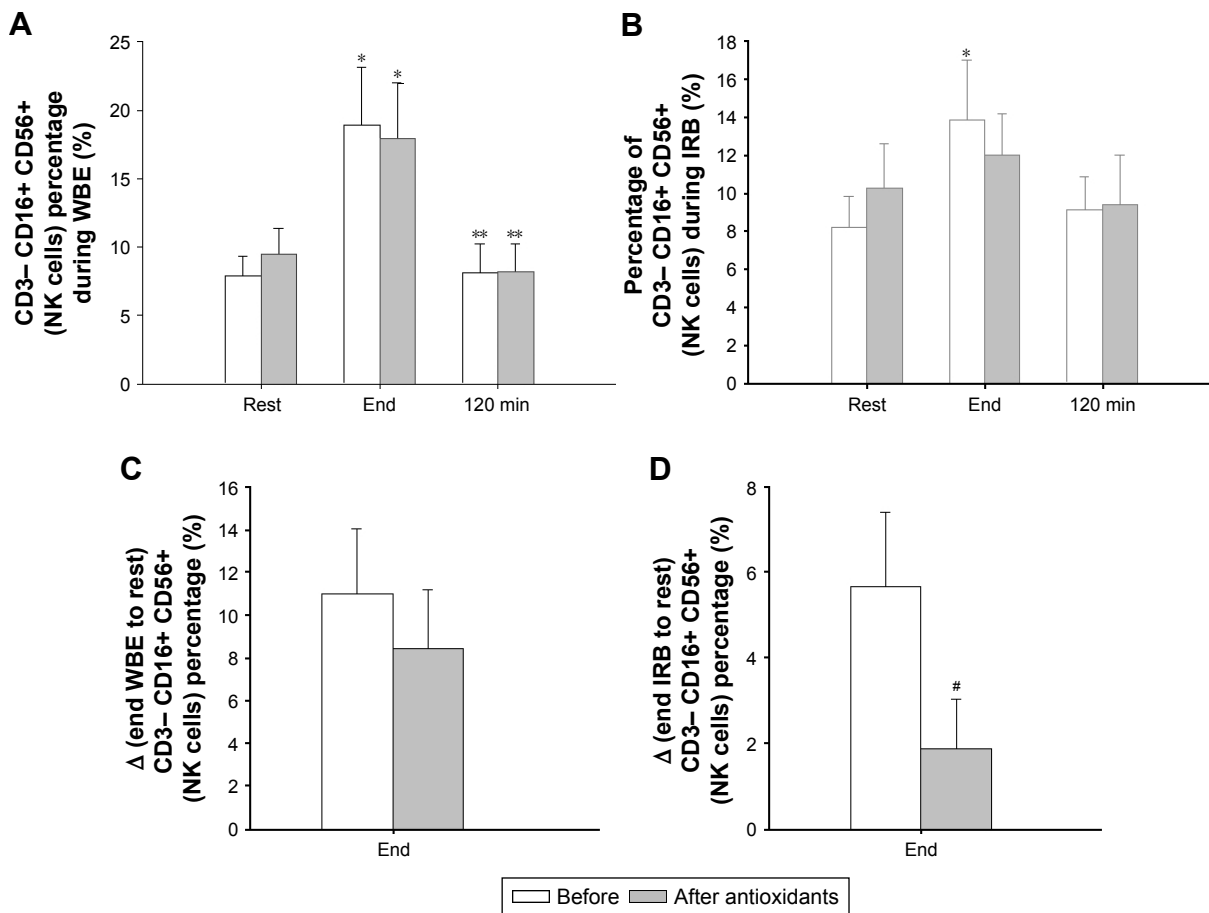 A
CD3– CD16+ CD56+
(NK cells) percentage
during WBE (%)
25
20
15
10
5
0
*
*
**
**
Rest
End
120 min
B
Percentage of
CD3– CD16+ CD56+
(NK cells) during IRB (%)
18
16
14
12
10
8
6
4
2
0
*
Rest
End
120 min
C
Δ (end WBE to rest)
CD3– CD16+ CD56+
(NK cells) percentage (%)
16
14
12
10
8
6
4
2
0
End
D
Δ (end IRB to rest)
CD3– CD16+ CD56+
(NK cells) percentage (%)
8
6
4
2
0
#
End
Before
After antioxidants